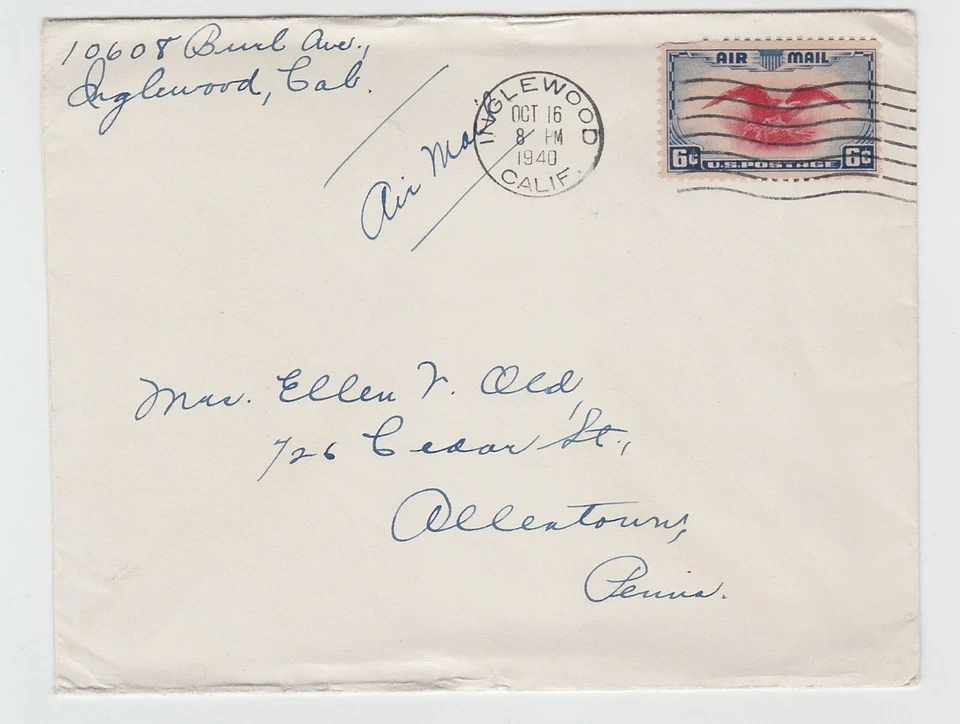 10608 Burl Ave.,
Inglewood, Cal.
Air Mail
INGLEWOOD
OCT 16
8 PM
1940
CALIF.
AIR MAIL
6¢ U.S. POSTAGE 6¢
Mrs. Ellen V. Old,
726 Cedar St.,
Allentown,
Penna.